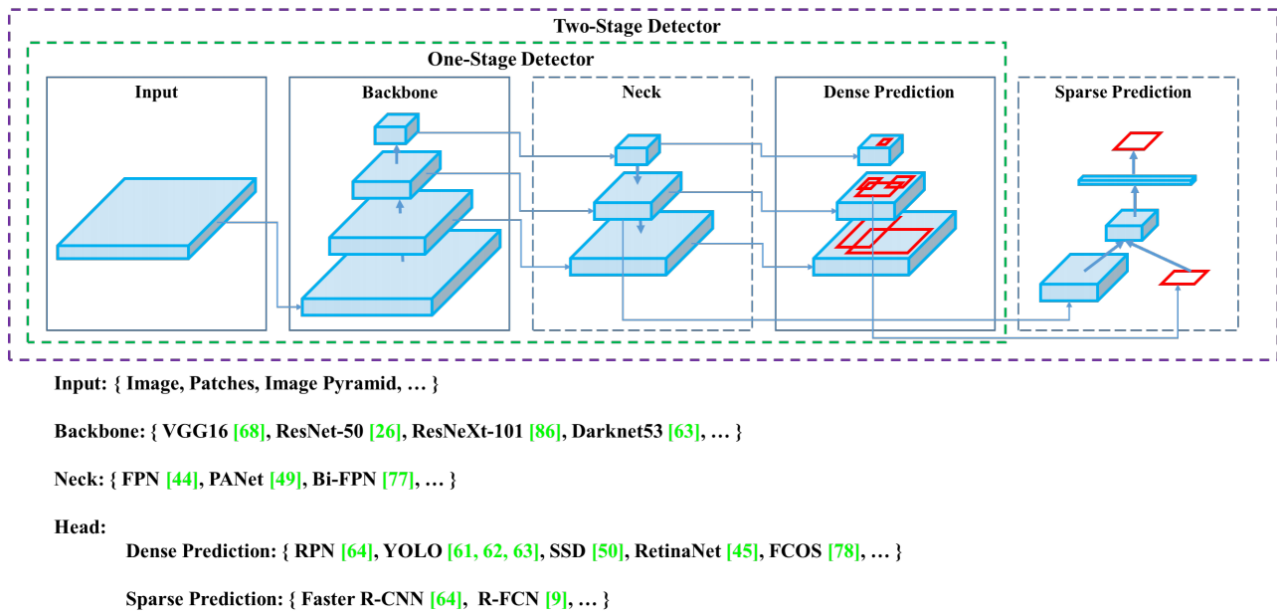 Two-Stage Detector
One-Stage Detector
Input
Backbone
Neck
Dense Prediction
Sparse Prediction
Input: { Image, Patches, Image Pyramid, … }
Backbone: { VGG16 [68], ResNet-50 [26], ResNeXt-101 [86], Darknet53 [63], … }
Neck: { FPN [44], PANet [49], Bi-FPN [77], … }
Head:
Dense Prediction: { RPN [64], YOLO [61, 62, 63], SSD [50], RetinaNet [45], FCOS [78], … }
Sparse Prediction: { Faster R-CNN [64], R-FCN [9], … }